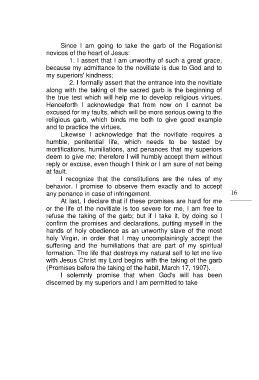 Since I am going to take the garb of the Rogationist
novices of the heart of Jesus:
1. I assert that I am unworthy of such a great grace,
because my admittance to the novitiate is due to God and to
my superiors' kindness;
2. I formally assert that the entrance into the novitiate
along with the taking of the sacred garb is the beginning of
the true test which will help me to develop religious virtues.
Henceforth I acknowledge that from now on I cannot be
excused for my faults, which will be more serious owing to the
religious garb, which binds me both to give good example
and to practice the virtues.
Likewise I acknowledge that the novitiate requires a
humble, penitential life, which needs to be tested by
mortifications, humiliations, and penances that my superiors
deem to give me; therefore I will humbly accept them without
reply or excuse, even though I think or I am sure of not being
at fault.
I recognize that the constitutions are the rules of my
behavior. I promise to observe them exactly and to accept
any penance in case of infringement.
16
At last, I declare that if these promises are hard for me
or the life of the novitiate is too severe for me, I am free to
refuse the taking of the garb; but if I take it, by doing so I
confirm the promises and declarations, putting myself in the
hands of holy obedience as an unworthy slave of the most
holy Virgin, in order that I may uncomplainingly accept the
suffering and the humiliations that are part of my spiritual
formation. The life that destroys my natural self to let me live
with Jesus Christ my Lord begins with the taking of the garb
(Promises before the taking of the habit, March 17, 1907).
I solemnly promise that when God's will has been
discerned by my superiors and I am permitted to take